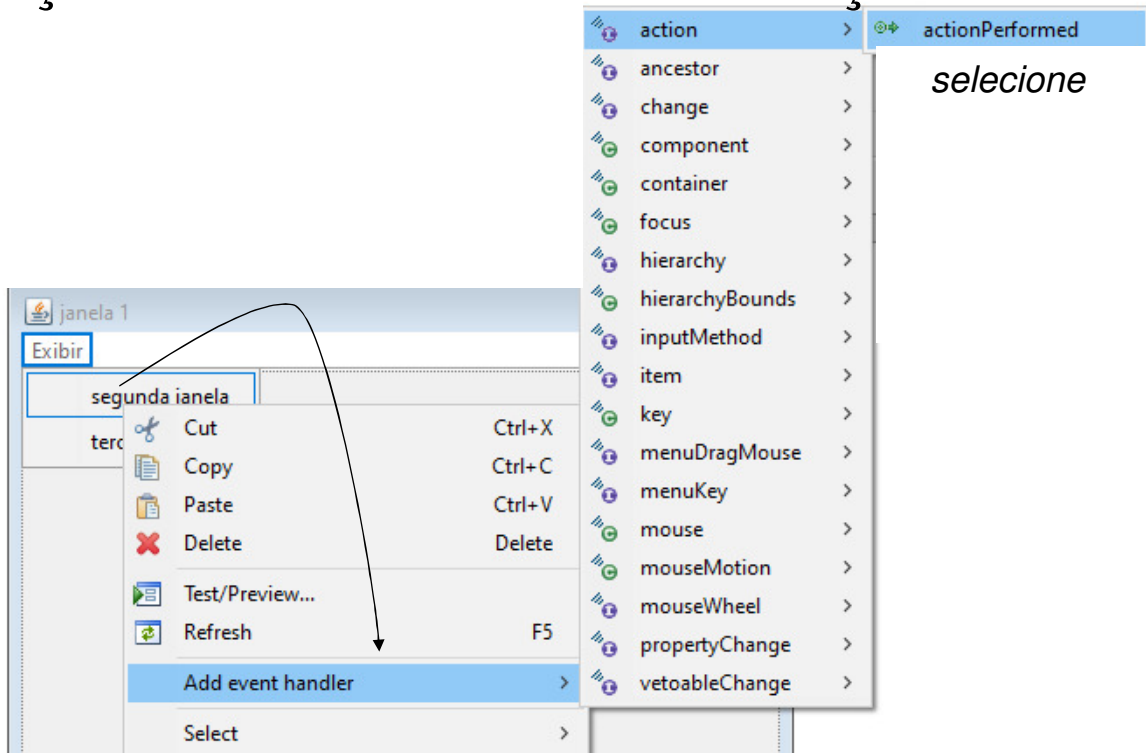 action
actionPerformed
selecione
ancestor
change
component
container
focus
hierarchy
hierarchyBounds
inputMethod
item
key
menuDragMouse
menuKey
mouse
mouseMotion
mouseWheel
propertyChange
vetoableChange
janela 1
Exibir
segunda janela
Cut Ctrl+X
Copy Ctrl+C
Paste Ctrl+V
Delete Delete
Test/Preview...
Refresh F5
Add event handler
Select